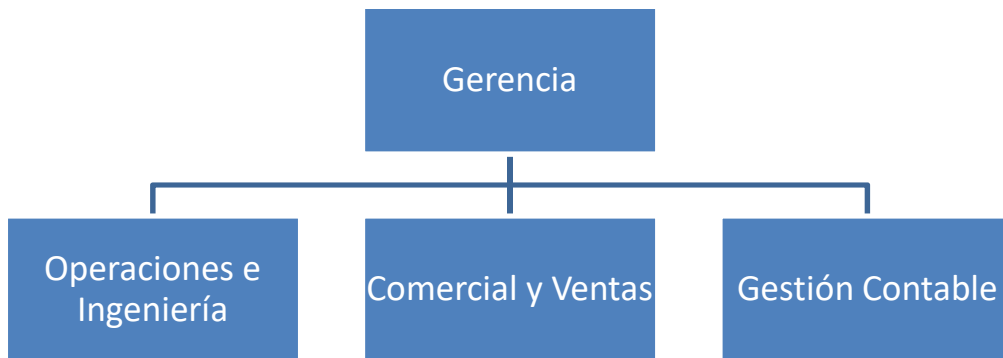 Gerencia
Operaciones e
Ingeniería
Comercial y Ventas
Gestión Contable